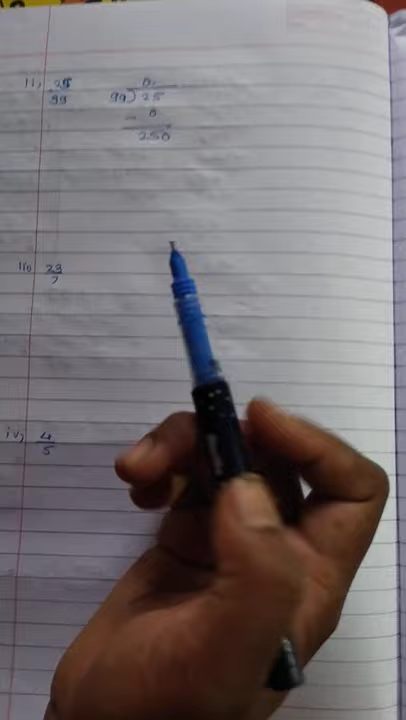 ii, 25/99 0.
99)25
- 0
250
iii, 23/7
iv, 4/5